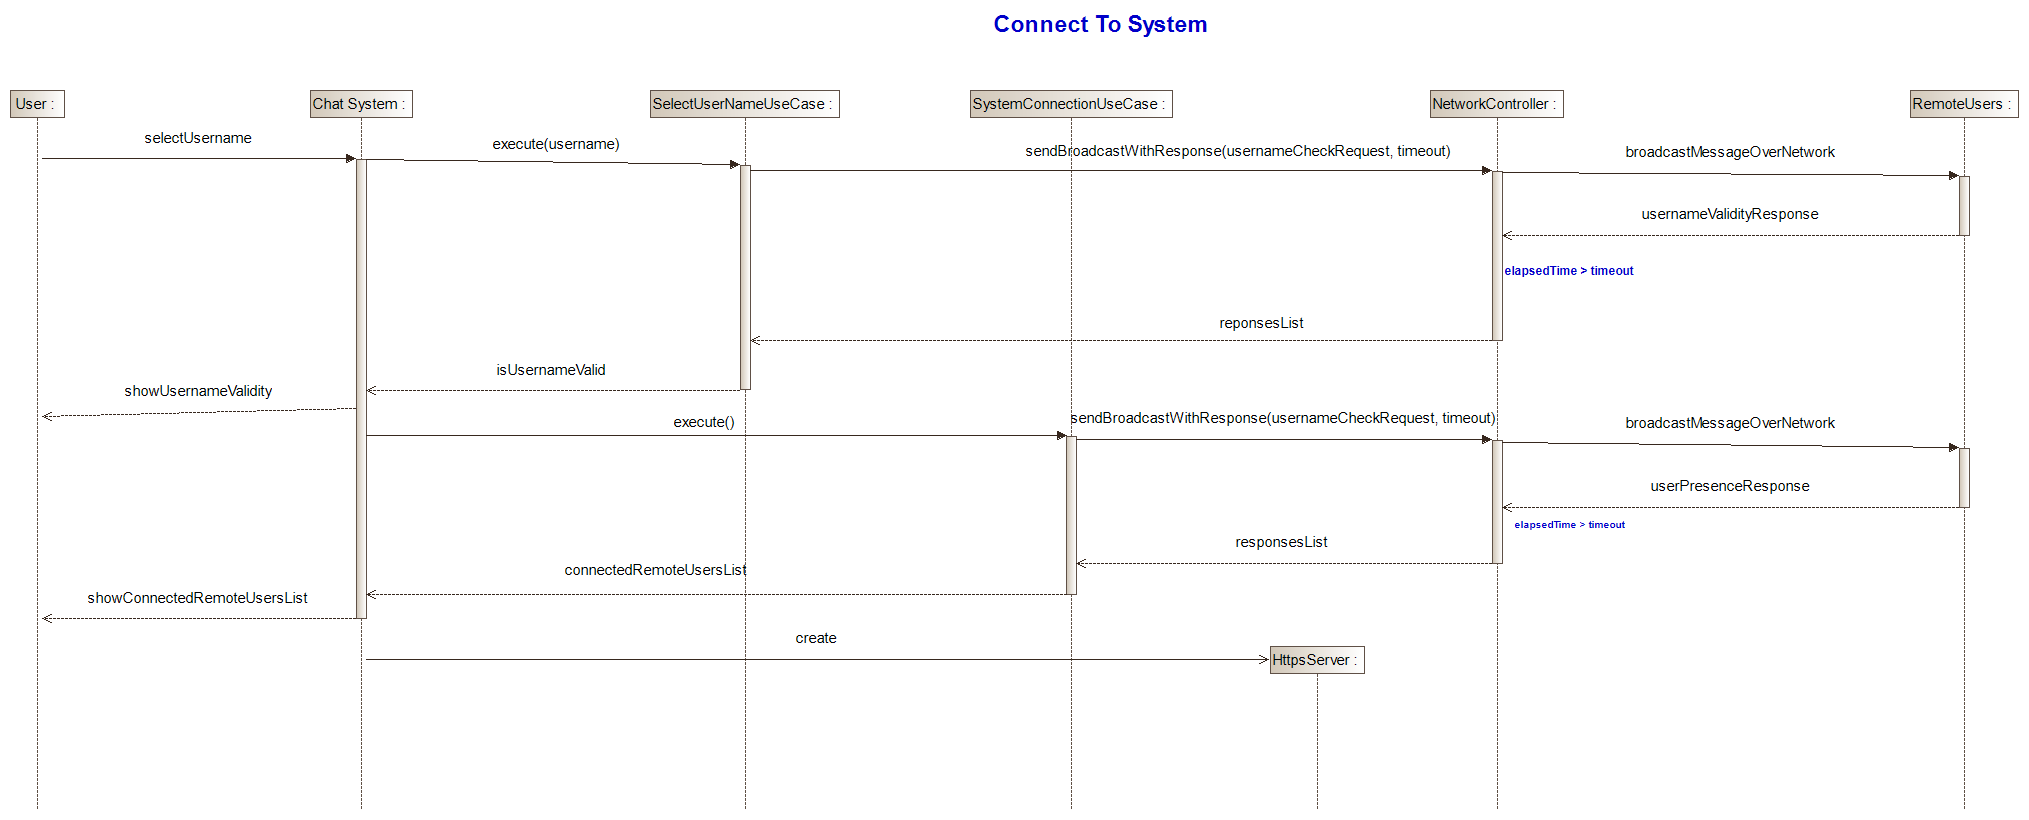 Connect To System
User :
Chat System :
SelectUserNameUseCase :
SystemConnectionUseCase :
NetworkController :
RemoteUsers :
selectUsername
execute(username)
sendBroadcastWithResponse(usernameCheckRequest, timeout)
broadcastMessageOverNetwork
usernameValidityResponse
elapsedTime > timeout
reponsesList
isUsernameValid
showUsernameValidity
execute()
sendBroadcastWithResponse(usernameCheckRequest, timeout)
broadcastMessageOverNetwork
userPresenceResponse
elapsedTime > timeout
responsesList
connectedRemoteUsersList
showConnectedRemoteUsersList
create
HttpsServer :